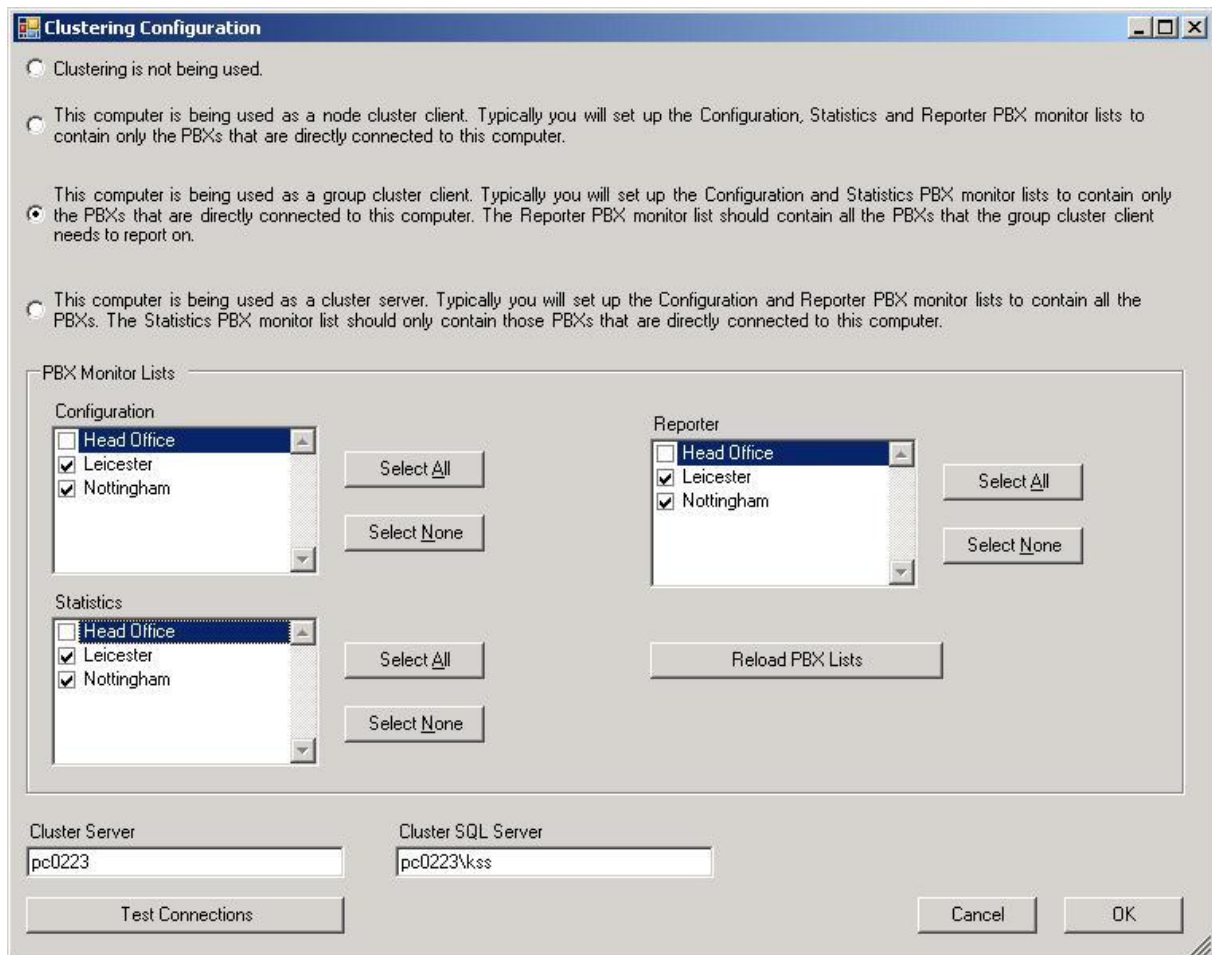 Clustering Configuration
Clustering is not being used.
This computer is being used as a node cluster client. Typically you will set up the Configuration, Statistics and Reporter PBX monitor lists to
contain only the PBXs that are directly connected to this computer.
This computer is being used as a group cluster client. Typically you will set up the Configuration and Statistics PBX monitor lists to contain only
the PBXs that are directly connected to this computer. The Reporter PBX monitor list should contain all the PBXs that the group cluster client
needs to report on.
This computer is being used as a cluster server. Typically you will set up the Configuration and Reporter PBX monitor lists to contain all the
PBXs. The Statistics PBX monitor list should only contain those PBXs that are directly connected to this computer.
PBX Monitor Lists
Configuration
Head Office
Leicester
Nottingham
Select All
Select None
Reporter
Head Office
Leicester
Nottingham
Select All
Select None
Statistics
Head Office
Leicester
Nottingham
Select All
Select None
Reload PBX Lists
Cluster Server
pc0223
Cluster SQL Server
pc0223\kss
Test Connections
Cancel
OK